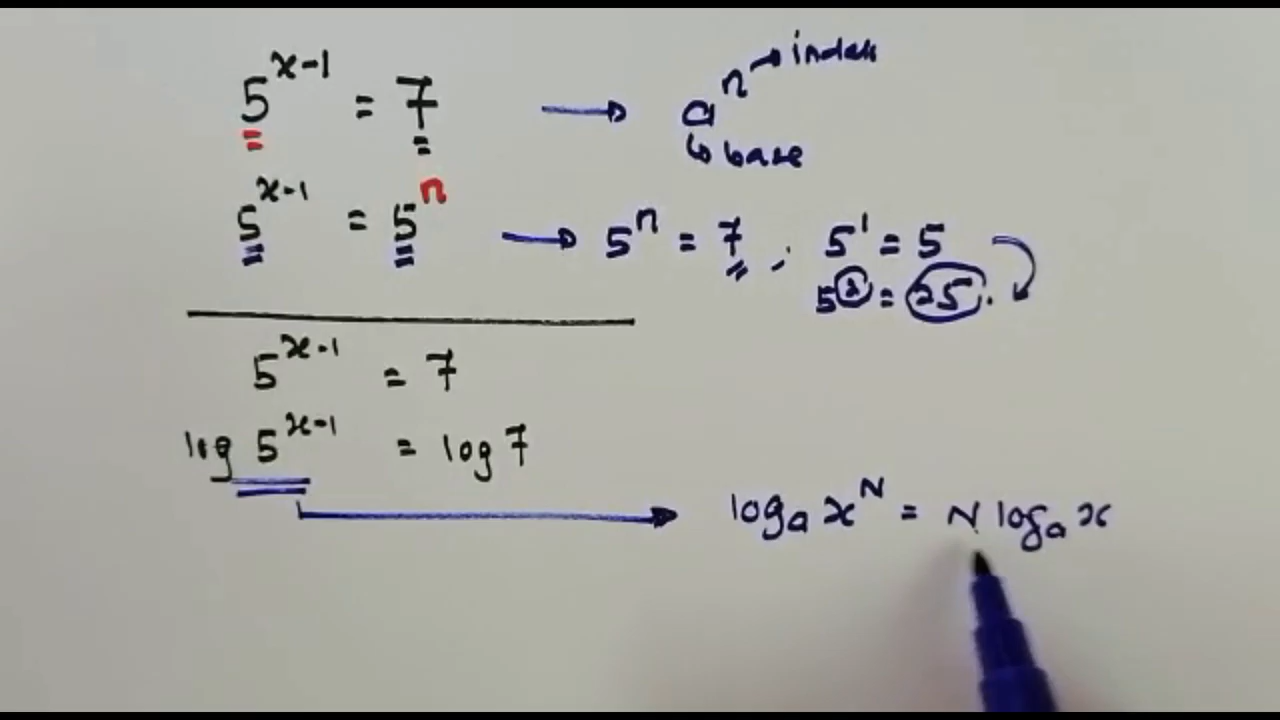 5^(x-1) = 7 → a^n → index
↳ base
5^(x-1) = 5^n → 5^n = 7 , 5^1 = 5
5^2 = 25.
5^(x-1) = 7
log 5^(x-1) = log 7
log_a x^N = N log_a x